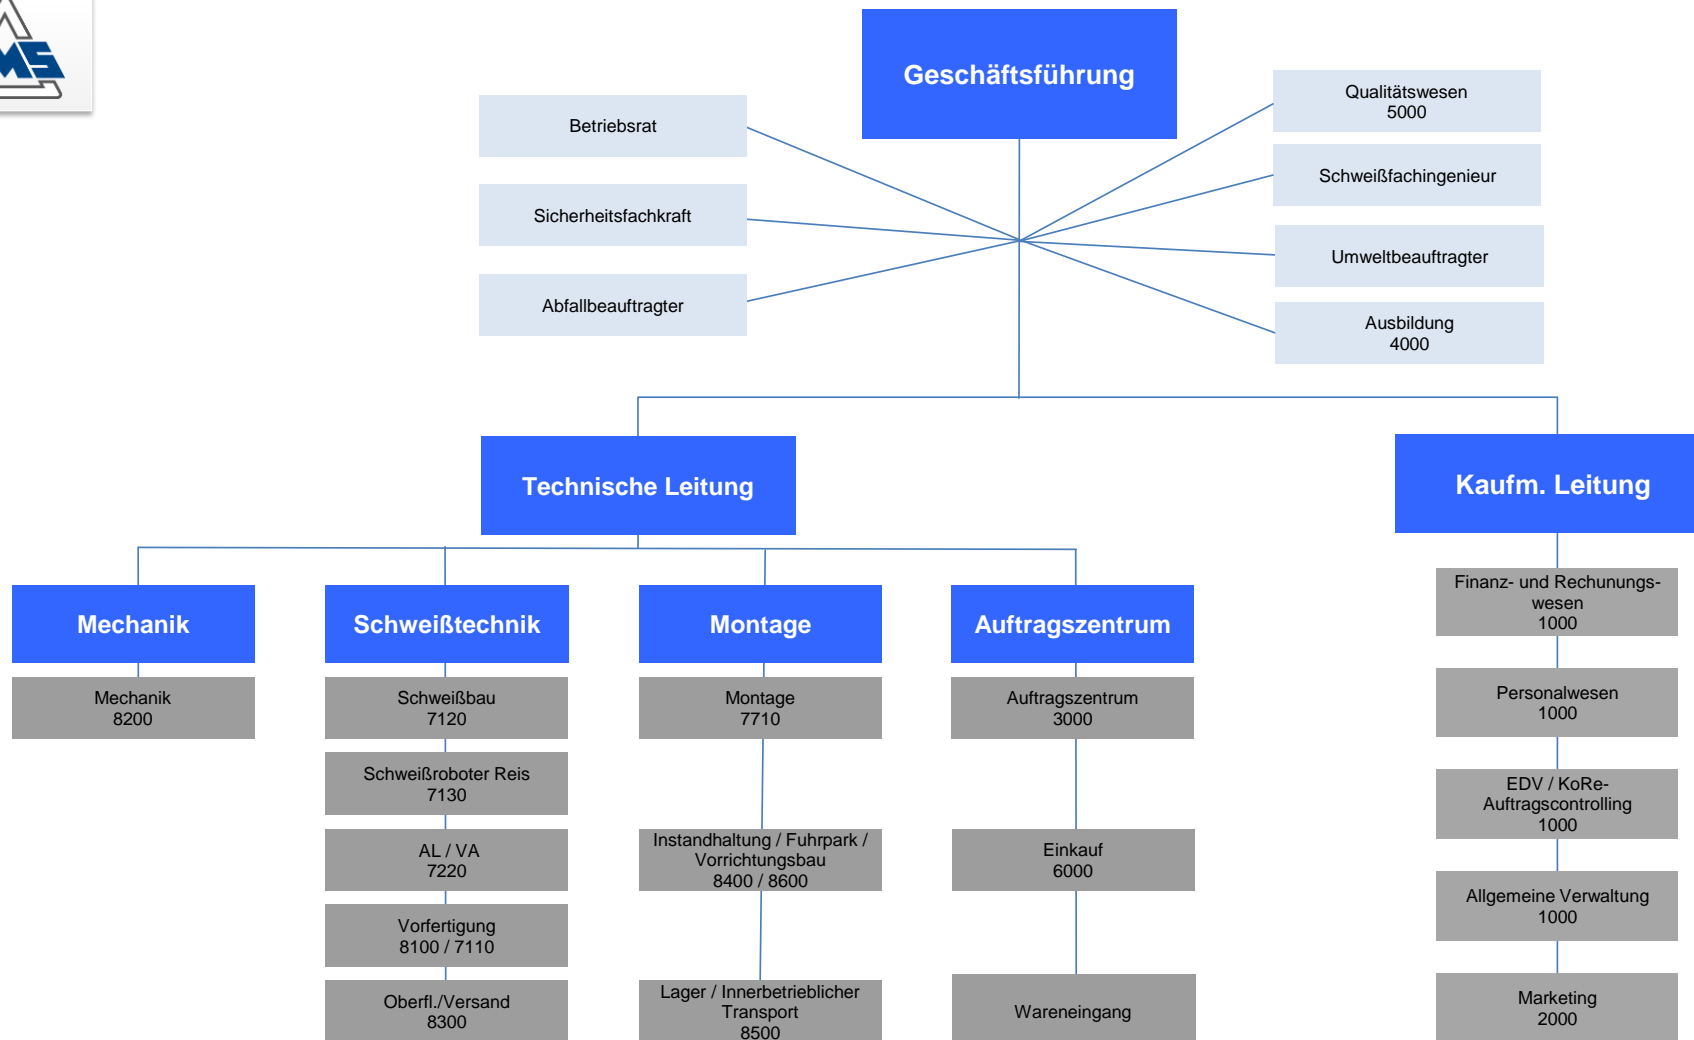 MS
Geschäftsführung
Betriebsrat
Sicherheitsfachkraft
Abfallbeauftragter
Qualitätswesen
5000
Schweißfachingenieur
Umweltbeauftragter
Ausbildung
4000
Technische Leitung
Kaufm. Leitung
Mechanik
Schweißtechnik
Montage
Auftragszentrum
Mechanik
8200
Schweißbau
7120
Schweißroboter Reis
7130
AL / VA
7220
Vorfertigung
8100 / 7110
Oberfl./Versand
8300
Montage
7710
Instandhaltung / Fuhrpark /
Vorrichtungsbau
8400 / 8600
Lager / Innerbetrieblicher
Transport
8500
Auftragszentrum
3000
Einkauf
6000
Wareneingang
Finanz- und Rechunungs-
wesen
1000
Personalwesen
1000
EDV / KoRe-
Auftragscontrolling
1000
Allgemeine Verwaltung
1000
Marketing
2000